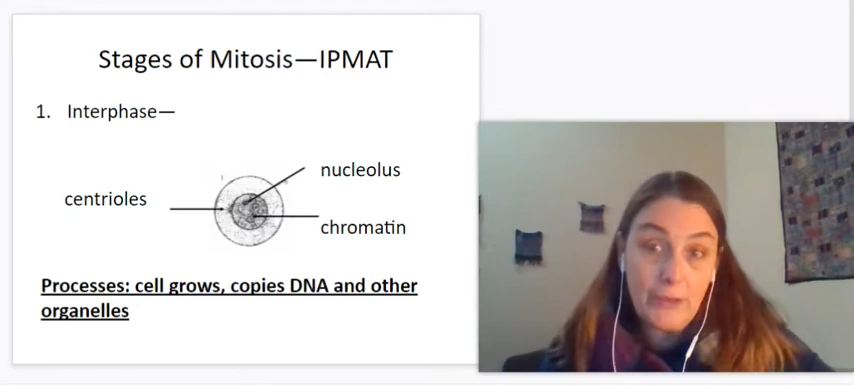 Stages of Mitosis—IPMAT
1. Interphase—
nucleolus
centrioles
chromatin
Processes: cell grows, copies DNA and other
organelles